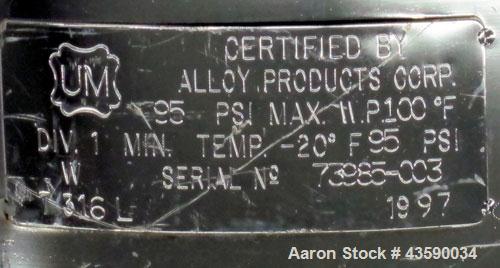 UM
CERTIFIED BY
ALLOY PRODUCTS CORP.
95 PSI MAX. W.P. 100 °F
DIV. 1 MIN. TEMP -20° F 95 PSI
W SERIAL Nº 73985-003
316 L 1997
Aaron Stock # 43590034